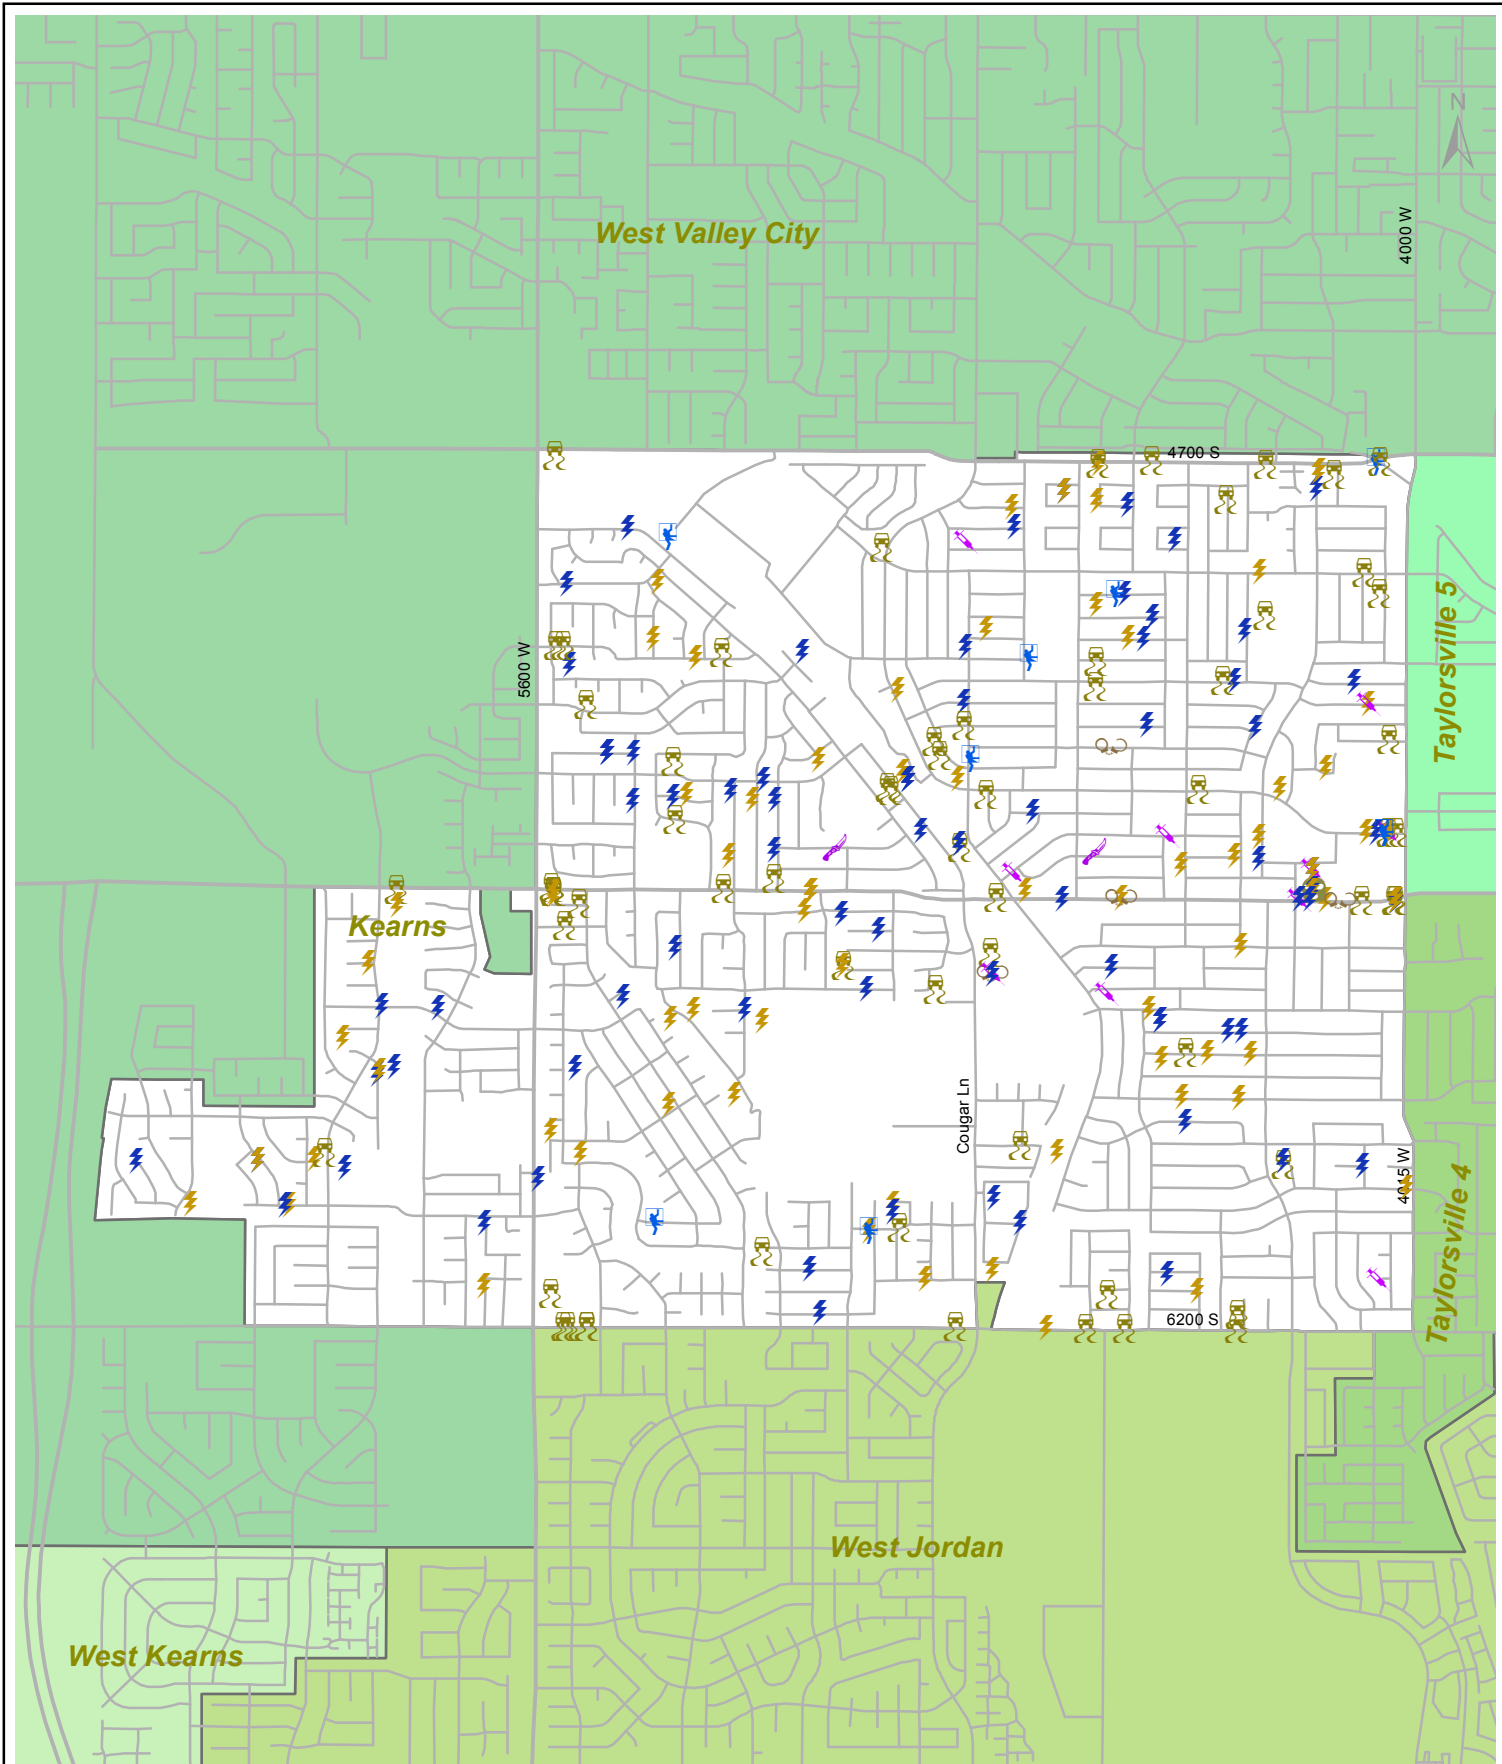 N
4000 W
West Valley City
4700 S
Taylorsville 5
5600 W
Kearns
Cougar Ln
4015 W
Taylorsville 4
6200 S
West Jordan
West Kearns